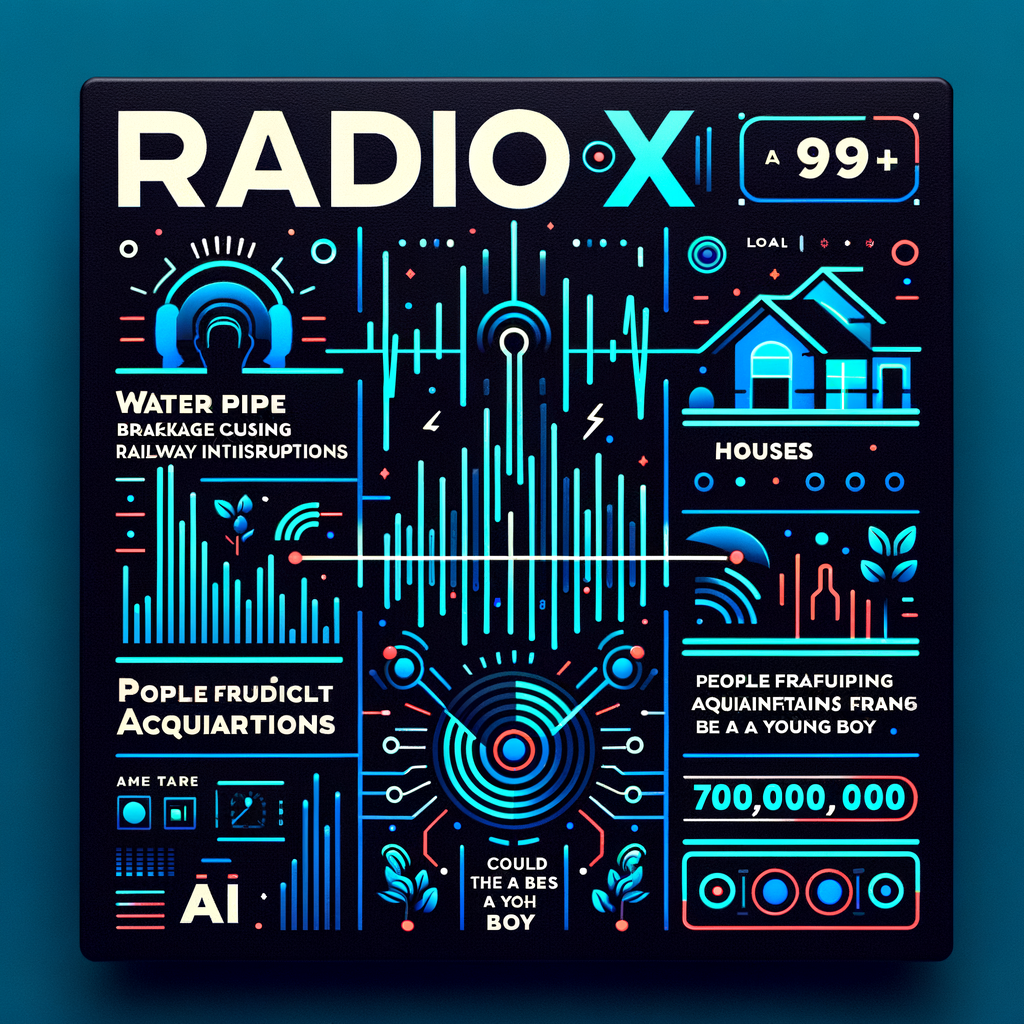 RADIO X
A 99+
LOAL
WATER PIPE
BRAEKAGE CUSING
RAILWAY INTIISRUPTIONS
HOUSES
POPLE FRUDICLT
ACQUIARTIONS
PEOPLE FRAFUIPING
AQUIAINFTAINS FRANG
BE A A YOUNG BOY
AME TARE
700,000,000
AI
COULD
THE A BES
A YOH
BOY